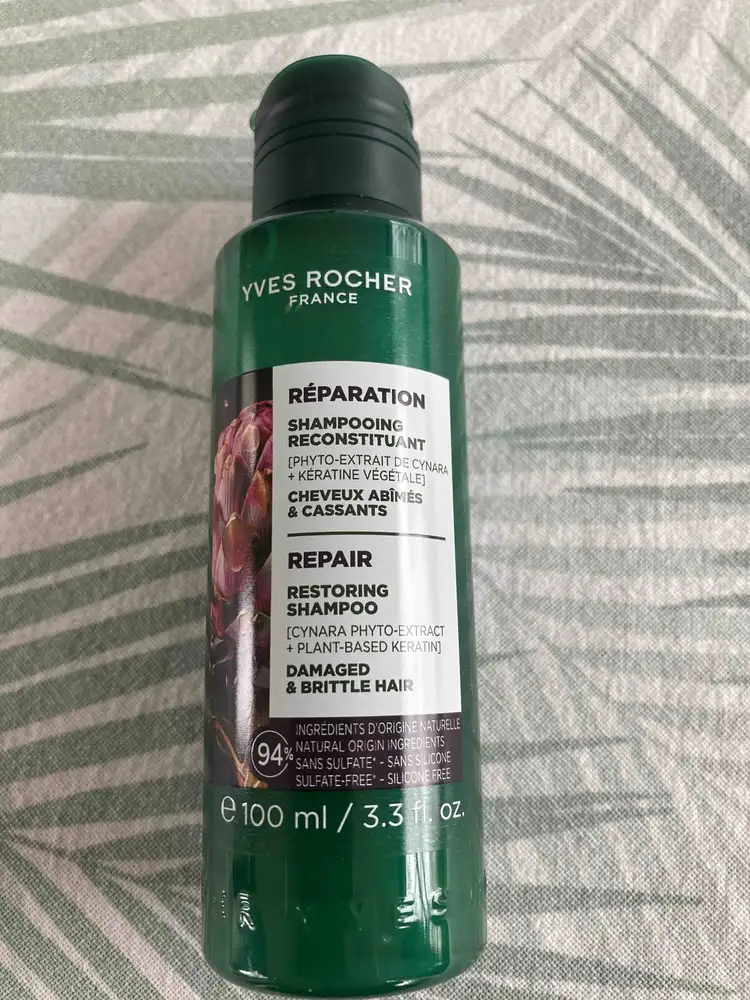 YVES ROCHER
FRANCE
RÉPARATION
SHAMPOOING
RECONSTITUANT
[PHYTO-EXTRAIT DE CYNARA
+ KÉRATINE VÉGÉTALE]
CHEVEUX ABÎMÉS
& CASSANTS
REPAIR
RESTORING
SHAMPOO
[CYNARA PHYTO-EXTRACT
+ PLANT-BASED KERATIN]
DAMAGED
& BRITTLE HAIR
94%
INGRÉDIENTS D'ORIGINE NATURELLE
NATURAL ORIGIN INGREDIENTS
SANS SULFATE* - SANS SILICONE
SULFATE-FREE* - SILICONE FREE
e 100 ml / 3.3 fl. oz.